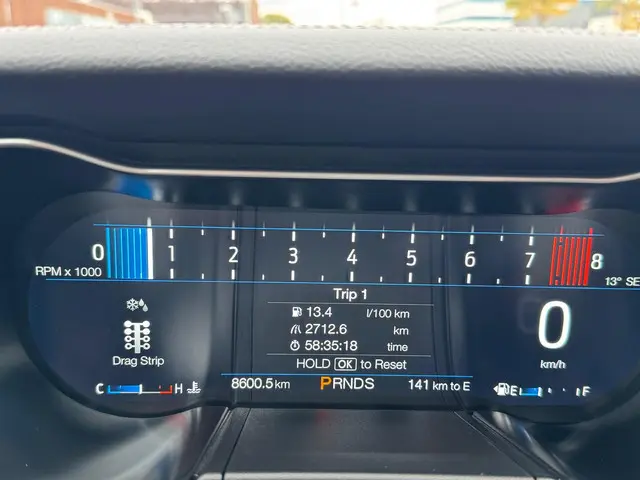 0 1 2 3 4 5 6 7 8
RPM x 1000
13° SE
Trip 1
13.4 l/100 km
2712.6 km
58:35:18 time
HOLD OK to Reset
Drag Strip
0
km/h
C H
8600.5 km PRNDS 141 km to E
E F